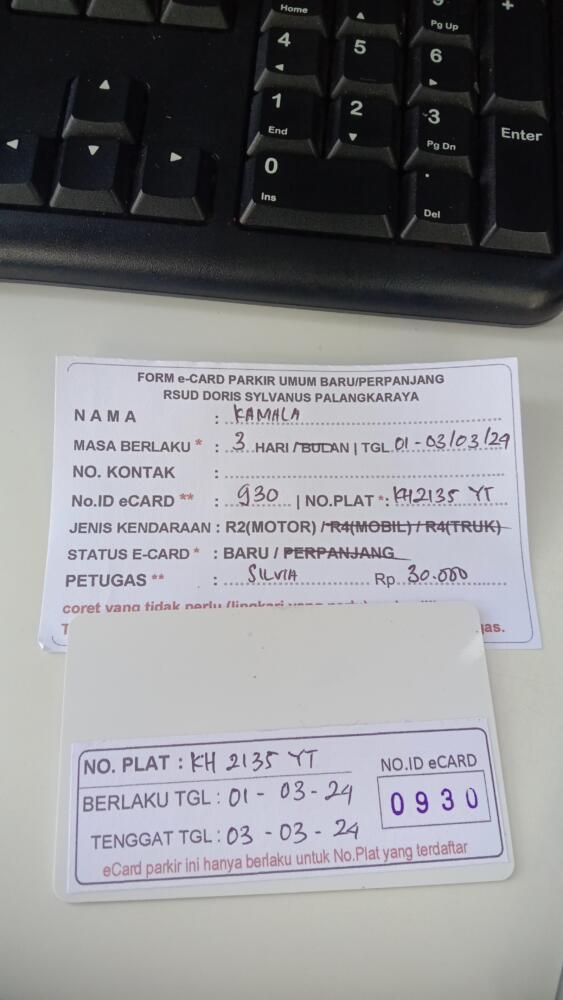 Home
Pg Up
+
4
5
6
1
End
2
3
Pg Dn
Enter
0
Ins
.
Del
FORM e-CARD PARKIR UMUM BARU/PERPANJANG
RSUD DORIS SYLVANUS PALANGKARAYA
NAMA : KAMALA
MASA BERLAKU * : 3 HARI / BULAN | TGL 01 - 03/03/24
NO. KONTAK :
No.ID eCARD ** : 930 | NO.PLAT *: KH 2135 YT
JENIS KENDARAAN : R2(MOTOR) / R4(MOBIL) / R4(TRUK)
STATUS E-CARD * : BARU / PERPANJANG
PETUGAS ** : SILVIA Rp. 30.000
coret yang tidak perlu
NO. PLAT : KH 2135 YT
NO.ID eCARD
BERLAKU TGL : 01 - 03 - 24
0930
TENGGAT TGL : 03 - 03 - 24
eCard parkir ini hanya berlaku untuk No.Plat yang terdaftar